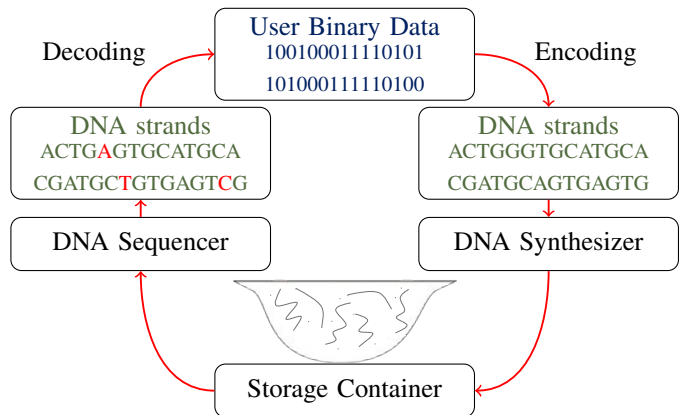 User Binary Data
100100011110101
101000111110100
Decoding
Encoding
DNA strands
ACTGAGTGCATGCA
CGATGCTGTGAGTCG
DNA strands
ACTGGGTGCATGCA
CGATGCAGTGAGTG
DNA Sequencer
DNA Synthesizer
Storage Container